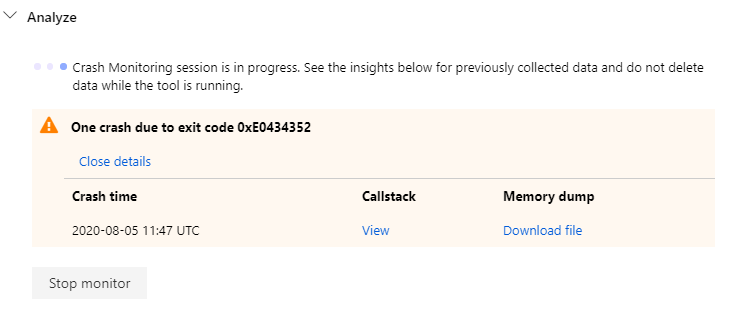 Analyze
Crash Monitoring session is in progress. See the insights below for previously collected data and do not delete
data while the tool is running.
One crash due to exit code 0xE0434352
Close details
Crash time Callstack Memory dump
2020-08-05 11:47 UTC View Download file
Stop monitor